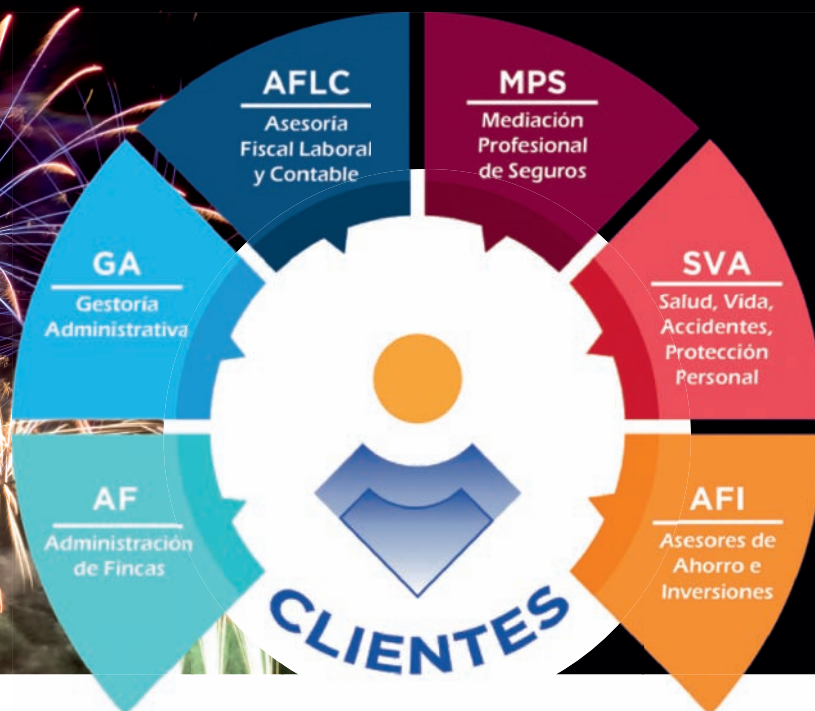 AFLC
Asesoría
Fiscal Laboral
y Contable
MPS
Mediación
Profesional
de Seguros
GA
Gestoría
Administrativa
SVA
Salud, Vida,
Accidentes,
Protección
Personal
AF
Administración
de Fincas
AFI
Asesores de
Ahorro e
Inversiones
CLIENTES